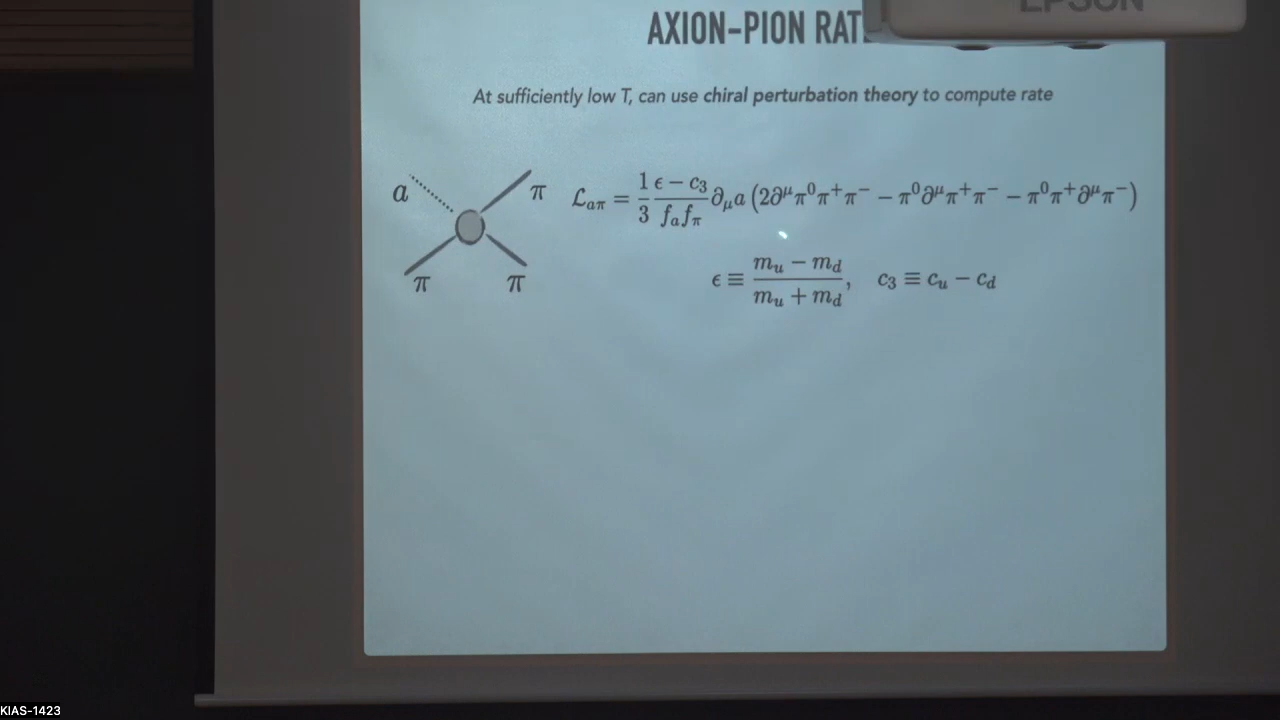 EPSON
AXION–PION RAT
At sufficiently low T, can use chiral perturbation theory to compute rate
a π π π
ℒ_{aπ} = \frac{1}{3} \frac{ϵ − c_3}{f_a f_π} ∂_μ a (2∂^μ π^0 π^+ π^− − π^0 ∂^μ π^+ π^− − π^0 π^+ ∂^μ π^−)
ϵ ≡ \frac{m_u − m_d}{m_u + m_d}, c_3 ≡ c_u − c_d
KIAS-1423